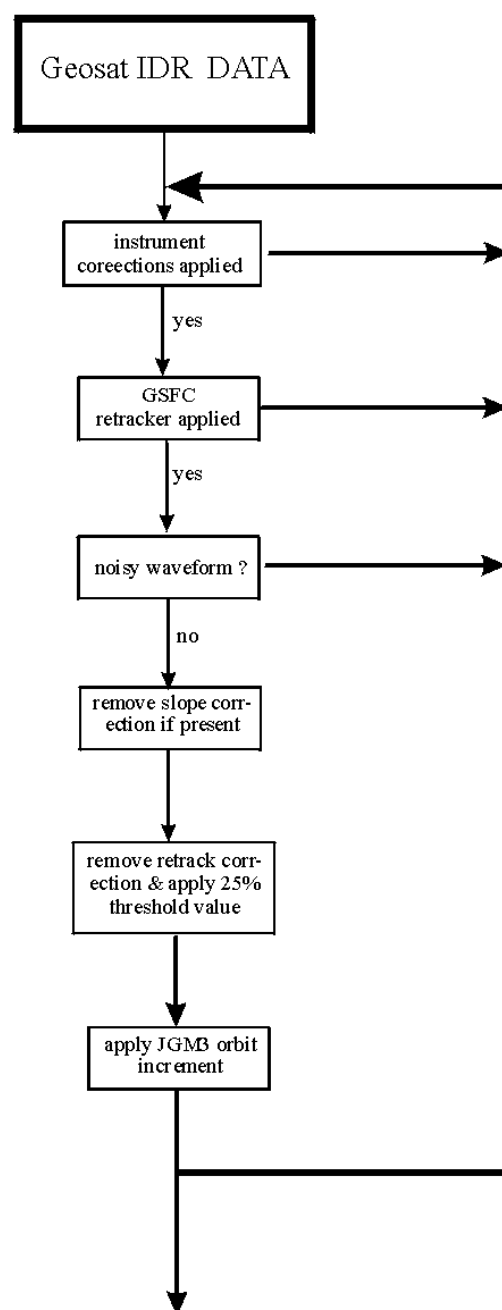 Geosat IDR DATA
instrument
coreections applied
yes
GSFC
retracker applied
yes
noisy waveform ?
no
remove slope corr-
ection if present
remove retrack corr-
ection & apply 25%
threshold value
apply JGM3 orbit
increment